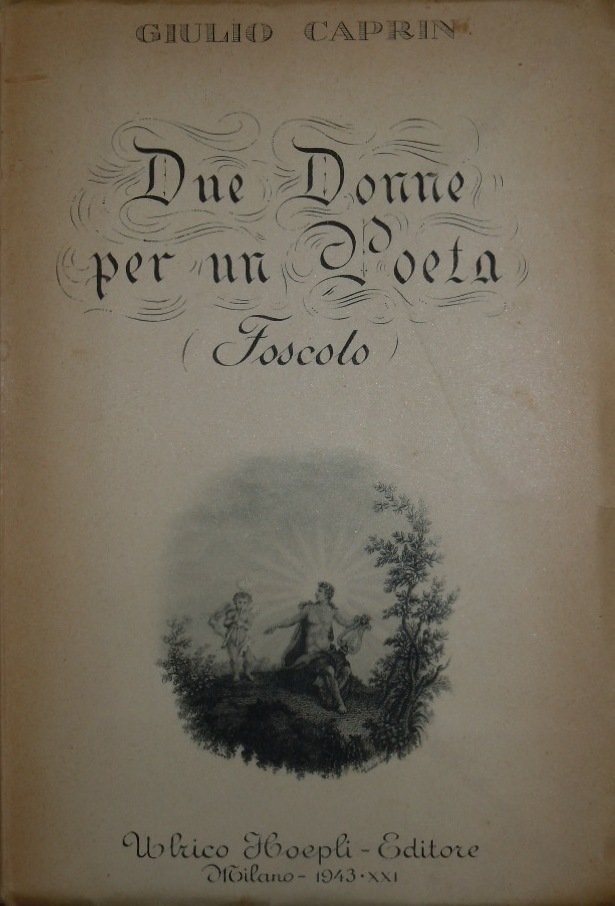 GIULIO CAPRIN
Due Donne
per un Poeta
(Foscolo)
Ulrico Hoepli - Editore
Milano - 1943 · XXI